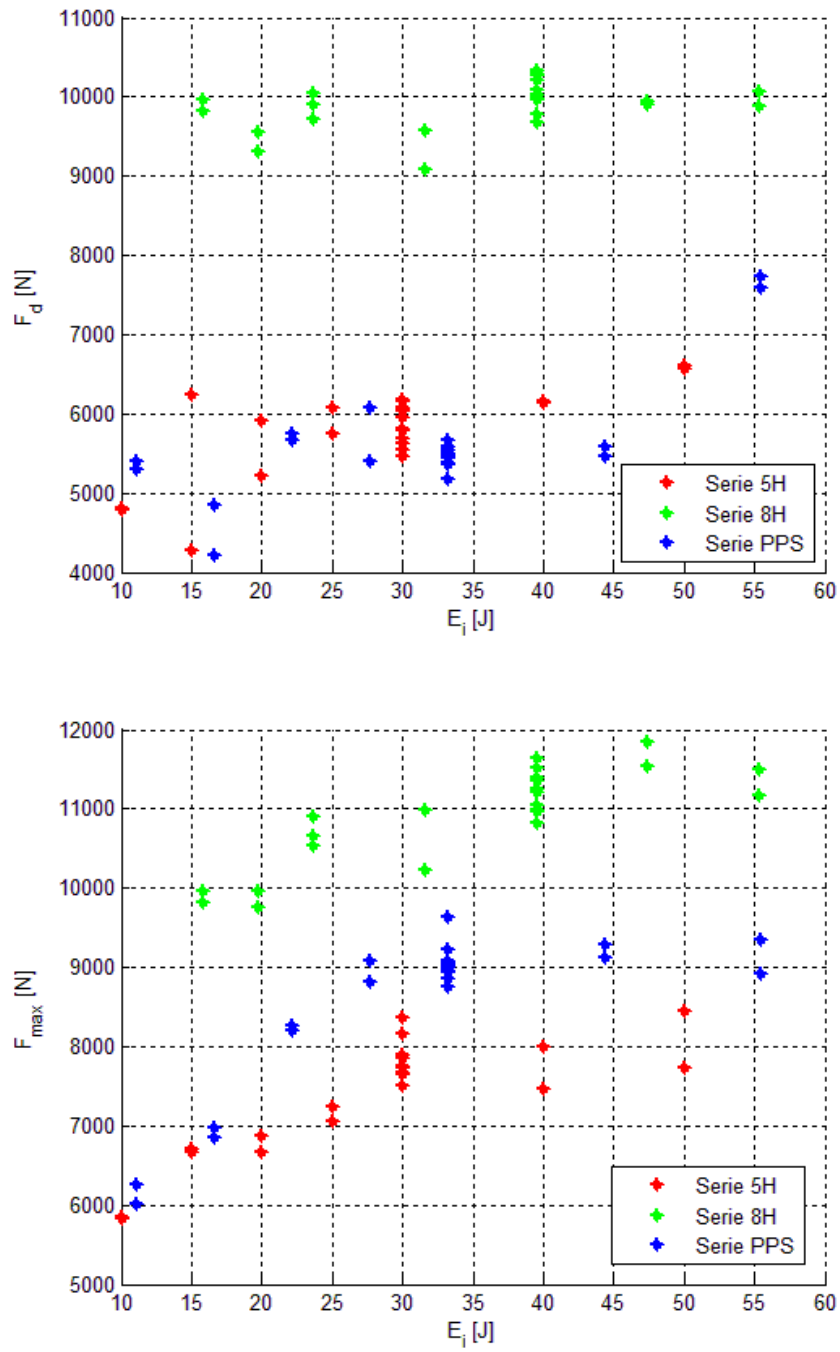 11000
10000
9000
8000
7000
6000
5000
4000
F_d [N]
10 15 20 25 30 35 40 45 50 55 60
E_i [J]
Serie 5H
Serie 8H
Serie PPS
12000
11000
10000
9000
8000
7000
6000
5000
F_max [N]
10 15 20 25 30 35 40 45 50 55 60
E_i [J]
Serie 5H
Serie 8H
Serie PPS